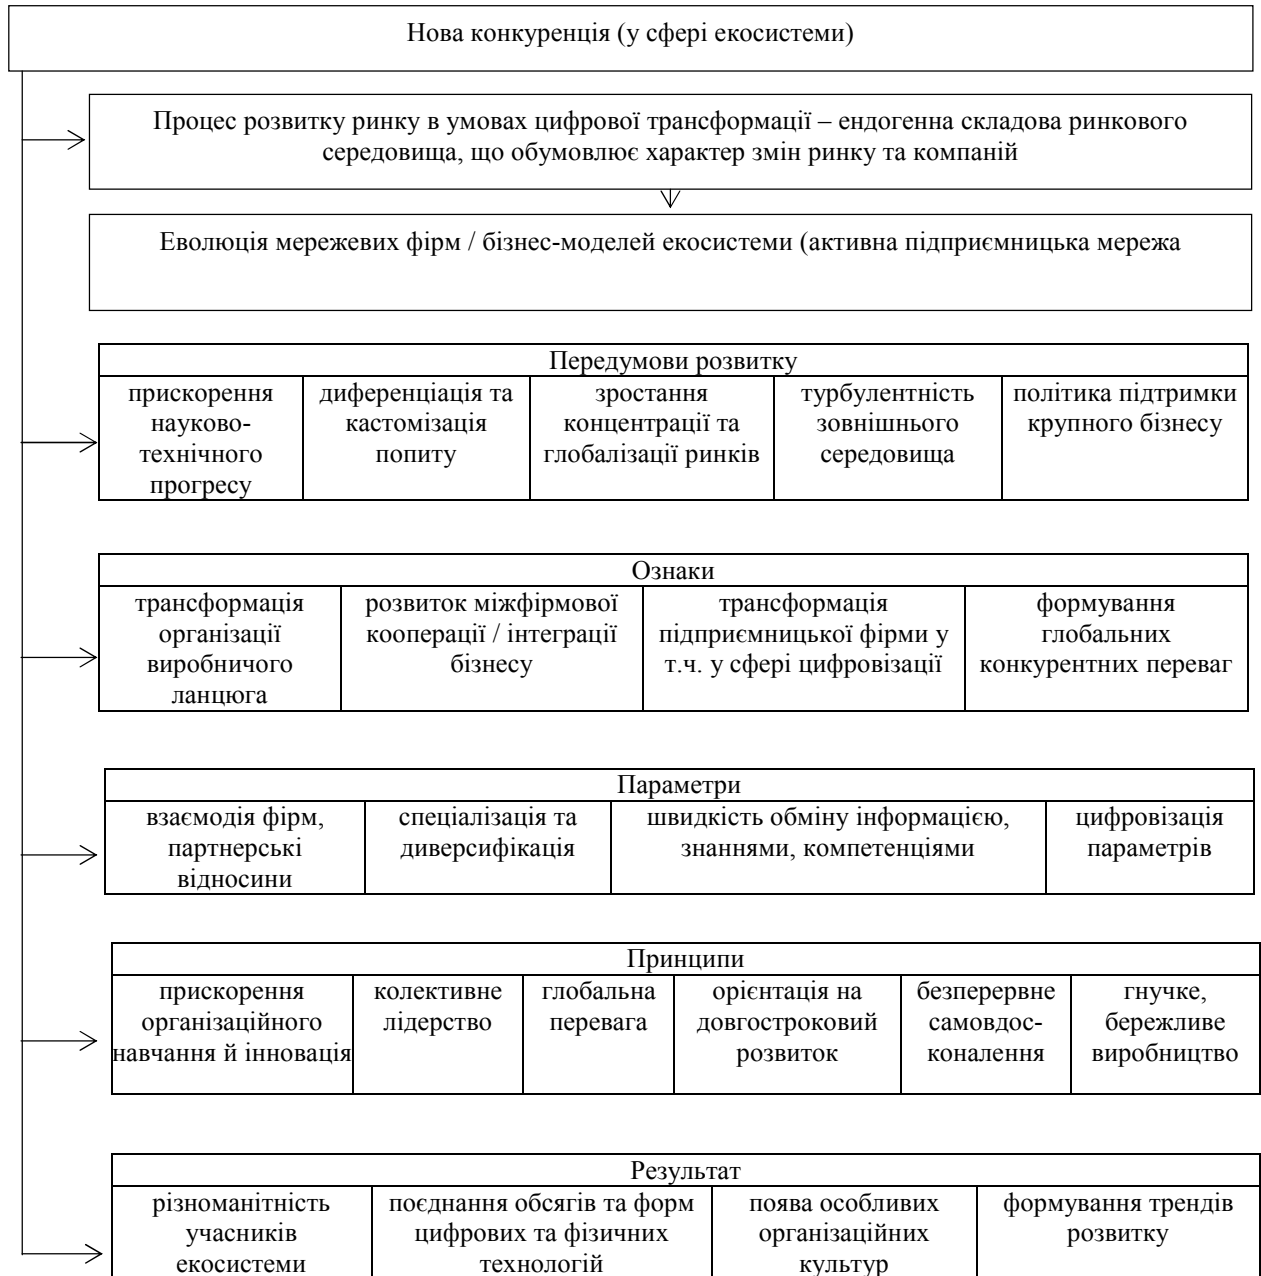 Нова конкуренція (у сфері екосистеми)
Процес розвитку ринку в умовах цифрової трансформації – ендогенна складова ринкового
середовища, що обумовлює характер змін ринку та компаній
Еволюція мережевих фірм / бізнес-моделей екосистеми (активна підприємницька мережа
Передумови розвитку
прискорення
науково-
технічного
прогресу
диференціація та
кастомізація
попиту
зростання
концентрації та
глобалізації ринків
турбулентність
зовнішнього
середовища
політика підтримки
крупного бізнесу
Ознаки
трансформація
організації
виробничого
ланцюга
розвиток міжфірмової
кооперації / інтеграції
бізнесу
трансформація
підприємницької фірми у
т.ч. у сфері цифровізації
формування
глобальних
конкурентних переваг
Параметри
взаємодія фірм,
партнерські
відносини
спеціалізація та
диверсифікація
швидкість обміну інформацією,
знаннями, компетенціями
цифровізація
параметрів
Принципи
прискорення
організаційного
навчання й інновація
колективне
лідерство
глобальна
перевага
орієнтація на
довгостроковий
розвиток
безперервне
самовдос-
коналення
гнучке,
бережливе
виробництво
Результат
різноманітність
учасників
екосистеми
поєднання обсягів та форм
цифрових та фізичних
технологій
поява особливих
організаційних
культур
формування трендів
розвитку